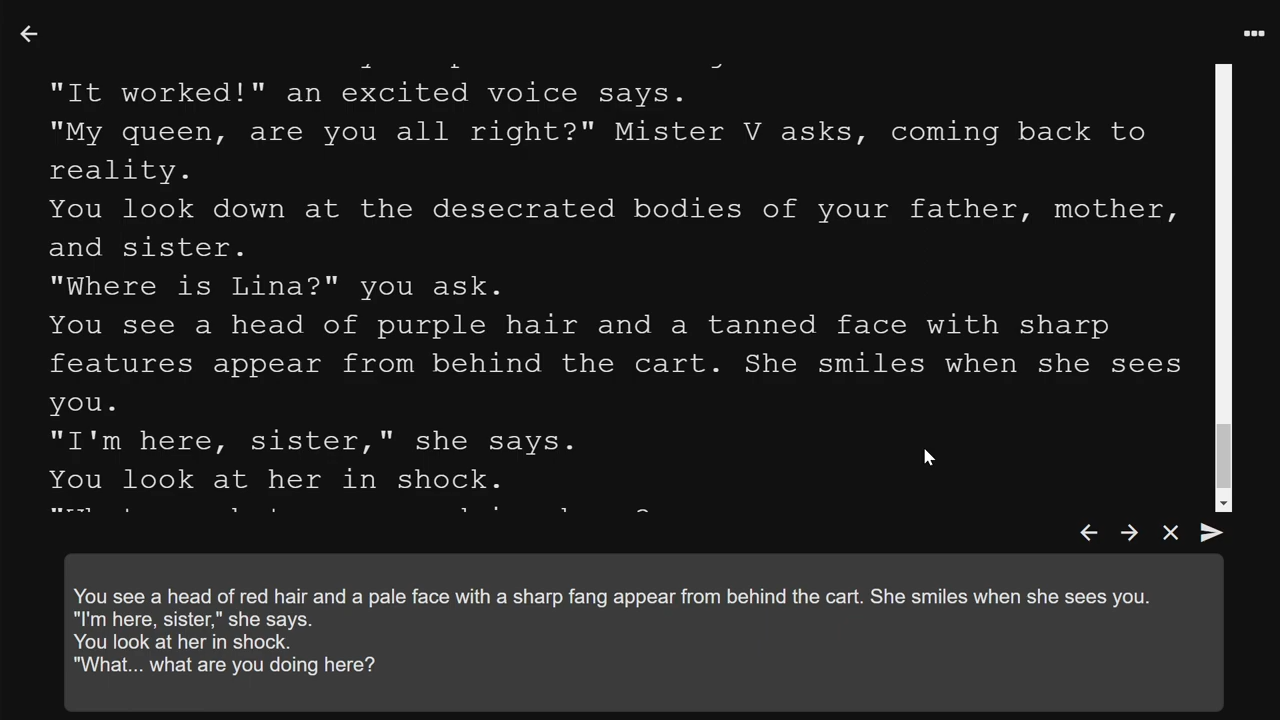 "It worked!" an excited voice says.
"My queen, are you all right?" Mister V asks, coming back to
reality.
You look down at the desecrated bodies of your father, mother,
and sister.
"Where is Lina?" you ask.
You see a head of purple hair and a tanned face with sharp
features appear from behind the cart. She smiles when she sees
you.
"I'm here, sister," she says.
You look at her in shock.
You see a head of red hair and a pale face with a sharp fang appear from behind the cart. She smiles when she sees you.
"I'm here, sister," she says.
You look at her in shock.
"What... what are you doing here?